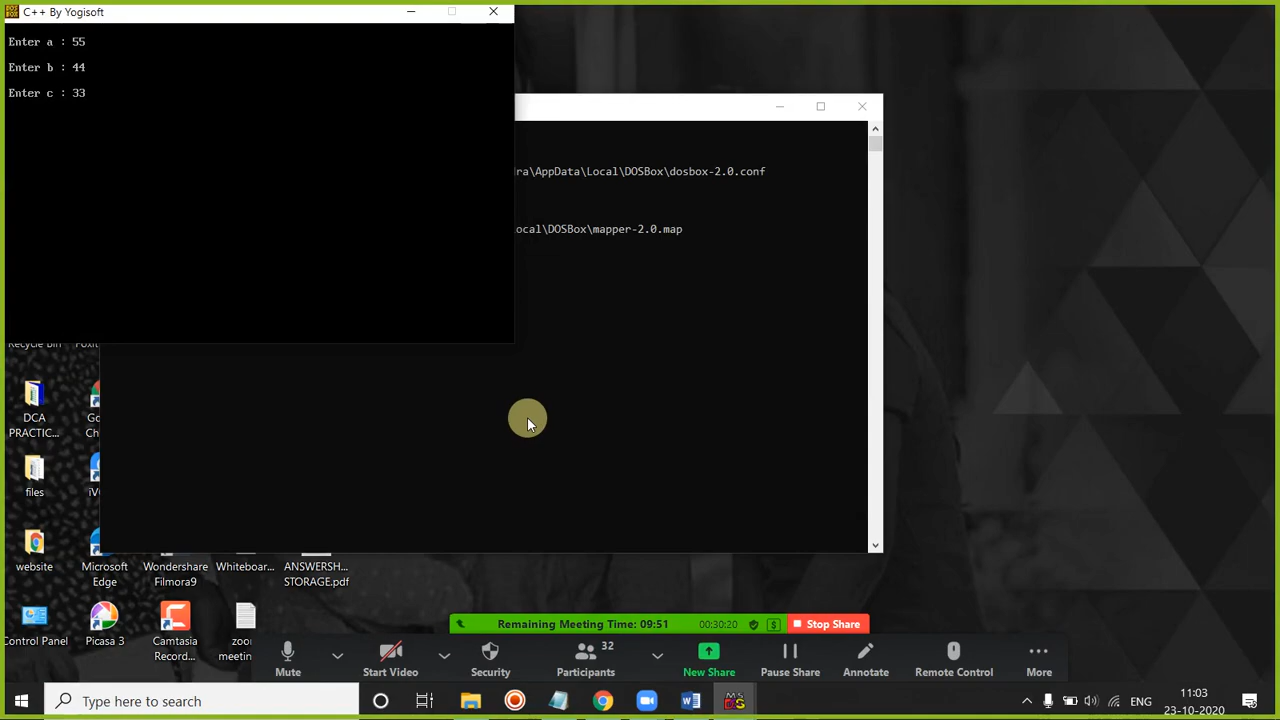 C++ By Yogisoft
Enter a : 55
Enter b : 44
Enter c : 33
ra\AppData\Local\DOSBox\dosbox-2.0.conf
ocal\DOSBox\mapper-2.0.map
Recycle Bin
DCA
PRACTIC...
files
website
Microsoft
Edge
Wondershare
Filmora9
Whiteboar...
ANSWERSH...
STORAGE.pdf
Control Panel
Picasa 3
Camtasia
Record...
zoo
meetin
Remaining Meeting Time: 09:51
00:30:20
$
Stop Share
32
Mute
Start Video
Security
Participants
New Share
Pause Share
Annotate
Remote Control
More
Type here to search
ENG
11:03
23-10-2020